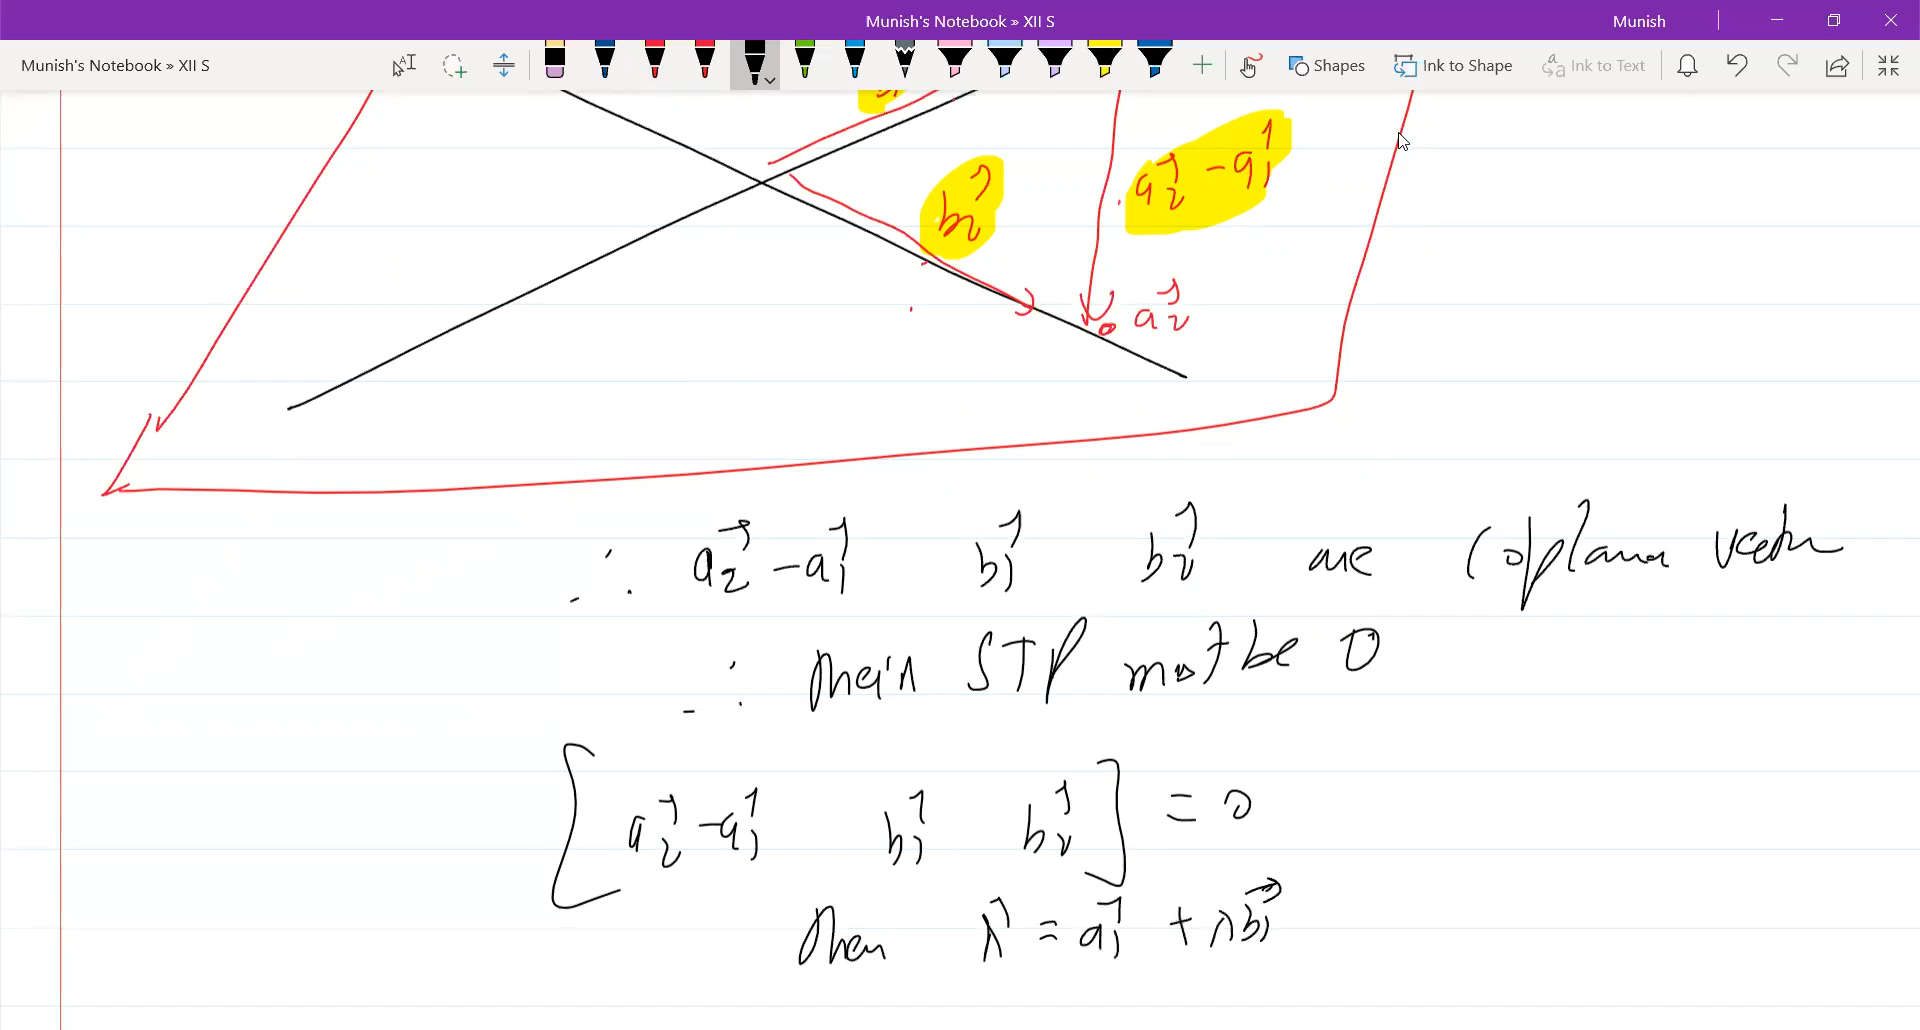 Munish's Notebook » XII S
Munish
Munish's Notebook » XII S
Shapes
Ink to Shape
Ink to Text
b₂⃗
a₂⃗ - a₁⃗
a₂⃗
∴ a₂⃗ - a₁⃗ b₁⃗ b₂⃗ are Coplanar vectors
∴ their STP must be 0
[a₂⃗ - a₁⃗ b₁⃗ b₂⃗] = 0
then r⃗ = a₁⃗ + λb₁⃗